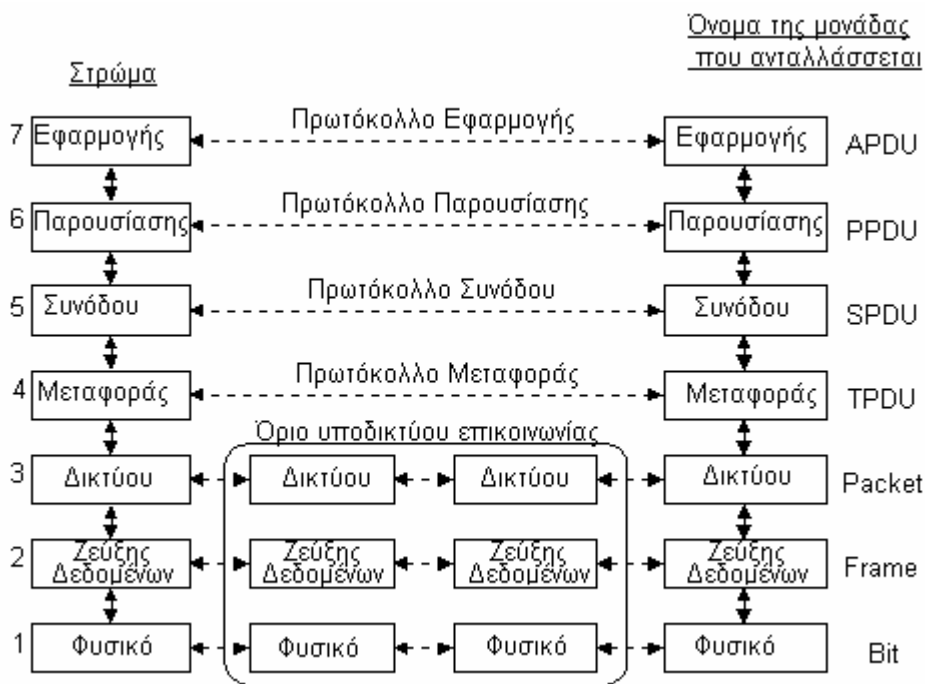 Όνομα της μονάδας
που ανταλλάσσεται
Στρώμα
7 Εφαρμογής Πρωτόκολλο Εφαρμογής Εφαρμογής APDU
6 Παρουσίασης Πρωτόκολλο Παρουσίασης Παρουσίασης PPDU
5 Συνόδου Πρωτόκολλο Συνόδου Συνόδου SPDU
4 Μεταφοράς Πρωτόκολλο Μεταφοράς Μεταφοράς TPDU
Όριο υποδικτύου επικοινωνίας
3 Δικτύου Δικτύου Δικτύου Δικτύου Packet
2 Ζεύξης Ζεύξης Ζεύξης Ζεύξης Frame
Δεδομένων Δεδομένων Δεδομένων Δεδομένων
1 Φυσικό Φυσικό Φυσικό Φυσικό Bit